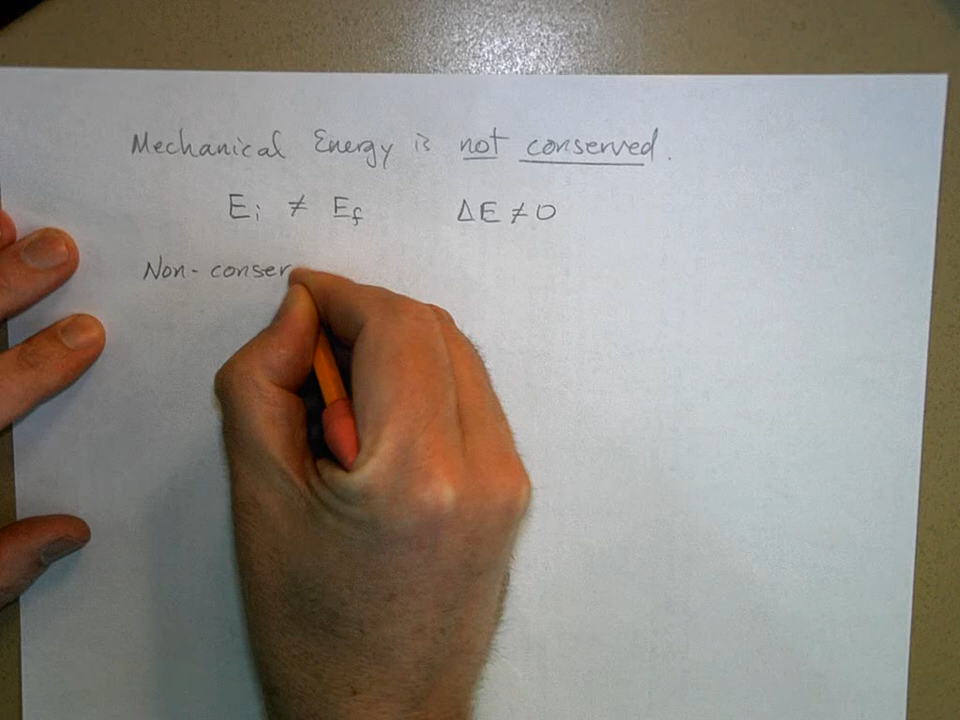 Mechanical Energy is not conserved.
Ei ≠ Ef ΔE ≠ 0
Non-conser